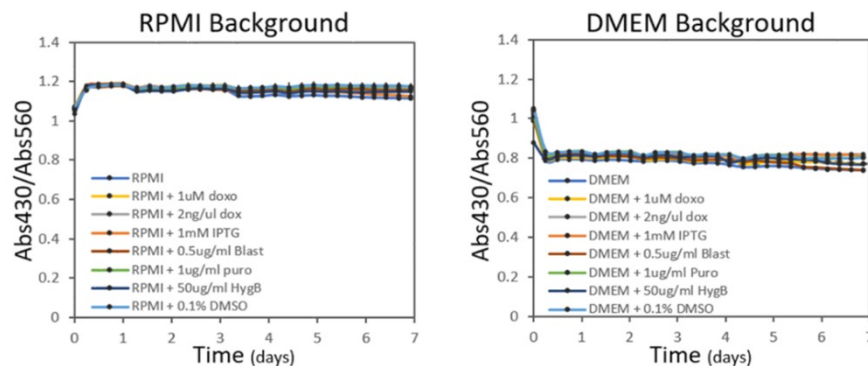 RPMI Background
Abs430/Abs560
1.4
1.2
1
0.8
0.6
0.4
0.2
0
RPMI
RPMI + 1uM doxo
RPMI + 2ng/ul dox
RPMI + 1mM IPTG
RPMI + 0.5ug/ml Blast
RPMI + 1ug/ml puro
RPMI + 50ug/ml HygB
RPMI + 0.1% DMSO
0 1 2 3 4 5 6 7
Time (days)
DMEM Background
Abs430/Abs560
1.4
1.2
1
0.8
0.6
0.4
0.2
0
DMEM
DMEM + 1uM doxo
DMEM + 2ng/ul dox
DMEM + 1mM IPTG
DMEM + 0.5ug/ml Blast
DMEM + 1ug/ml Puro
DMEM + 50ug/ml HygB
DMEM + 0.1% DMSO
0 1 2 3 4 5 6 7
Time (days)